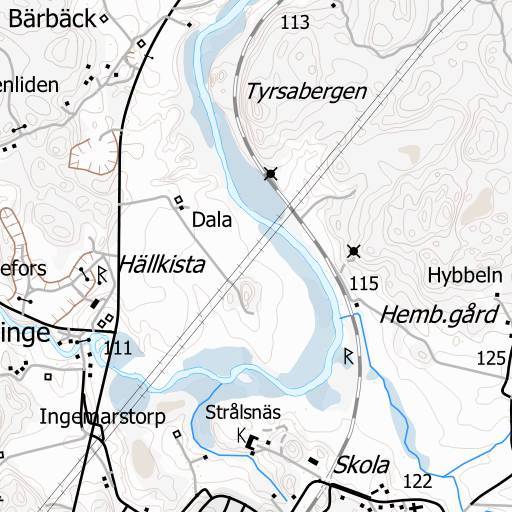 Bärbäck
113
enliden
Tyrsabergen
Dala
efors
Hällkista
115
Hybbeln
Hemb.gård
inge
111
125
Ingemarstorp
Strålsnäs
Skola
122